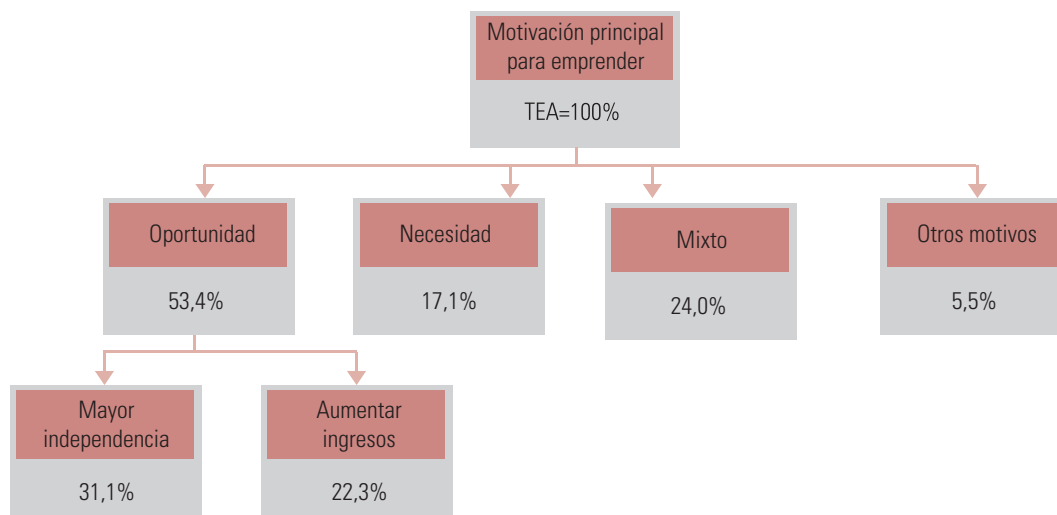 Motivación principal
para emprender
TEA=100%
Oportunidad
53,4%
Necesidad
17,1%
Mixto
24,0%
Otros motivos
5,5%
Mayor
independencia
31,1%
Aumentar
ingresos
22,3%